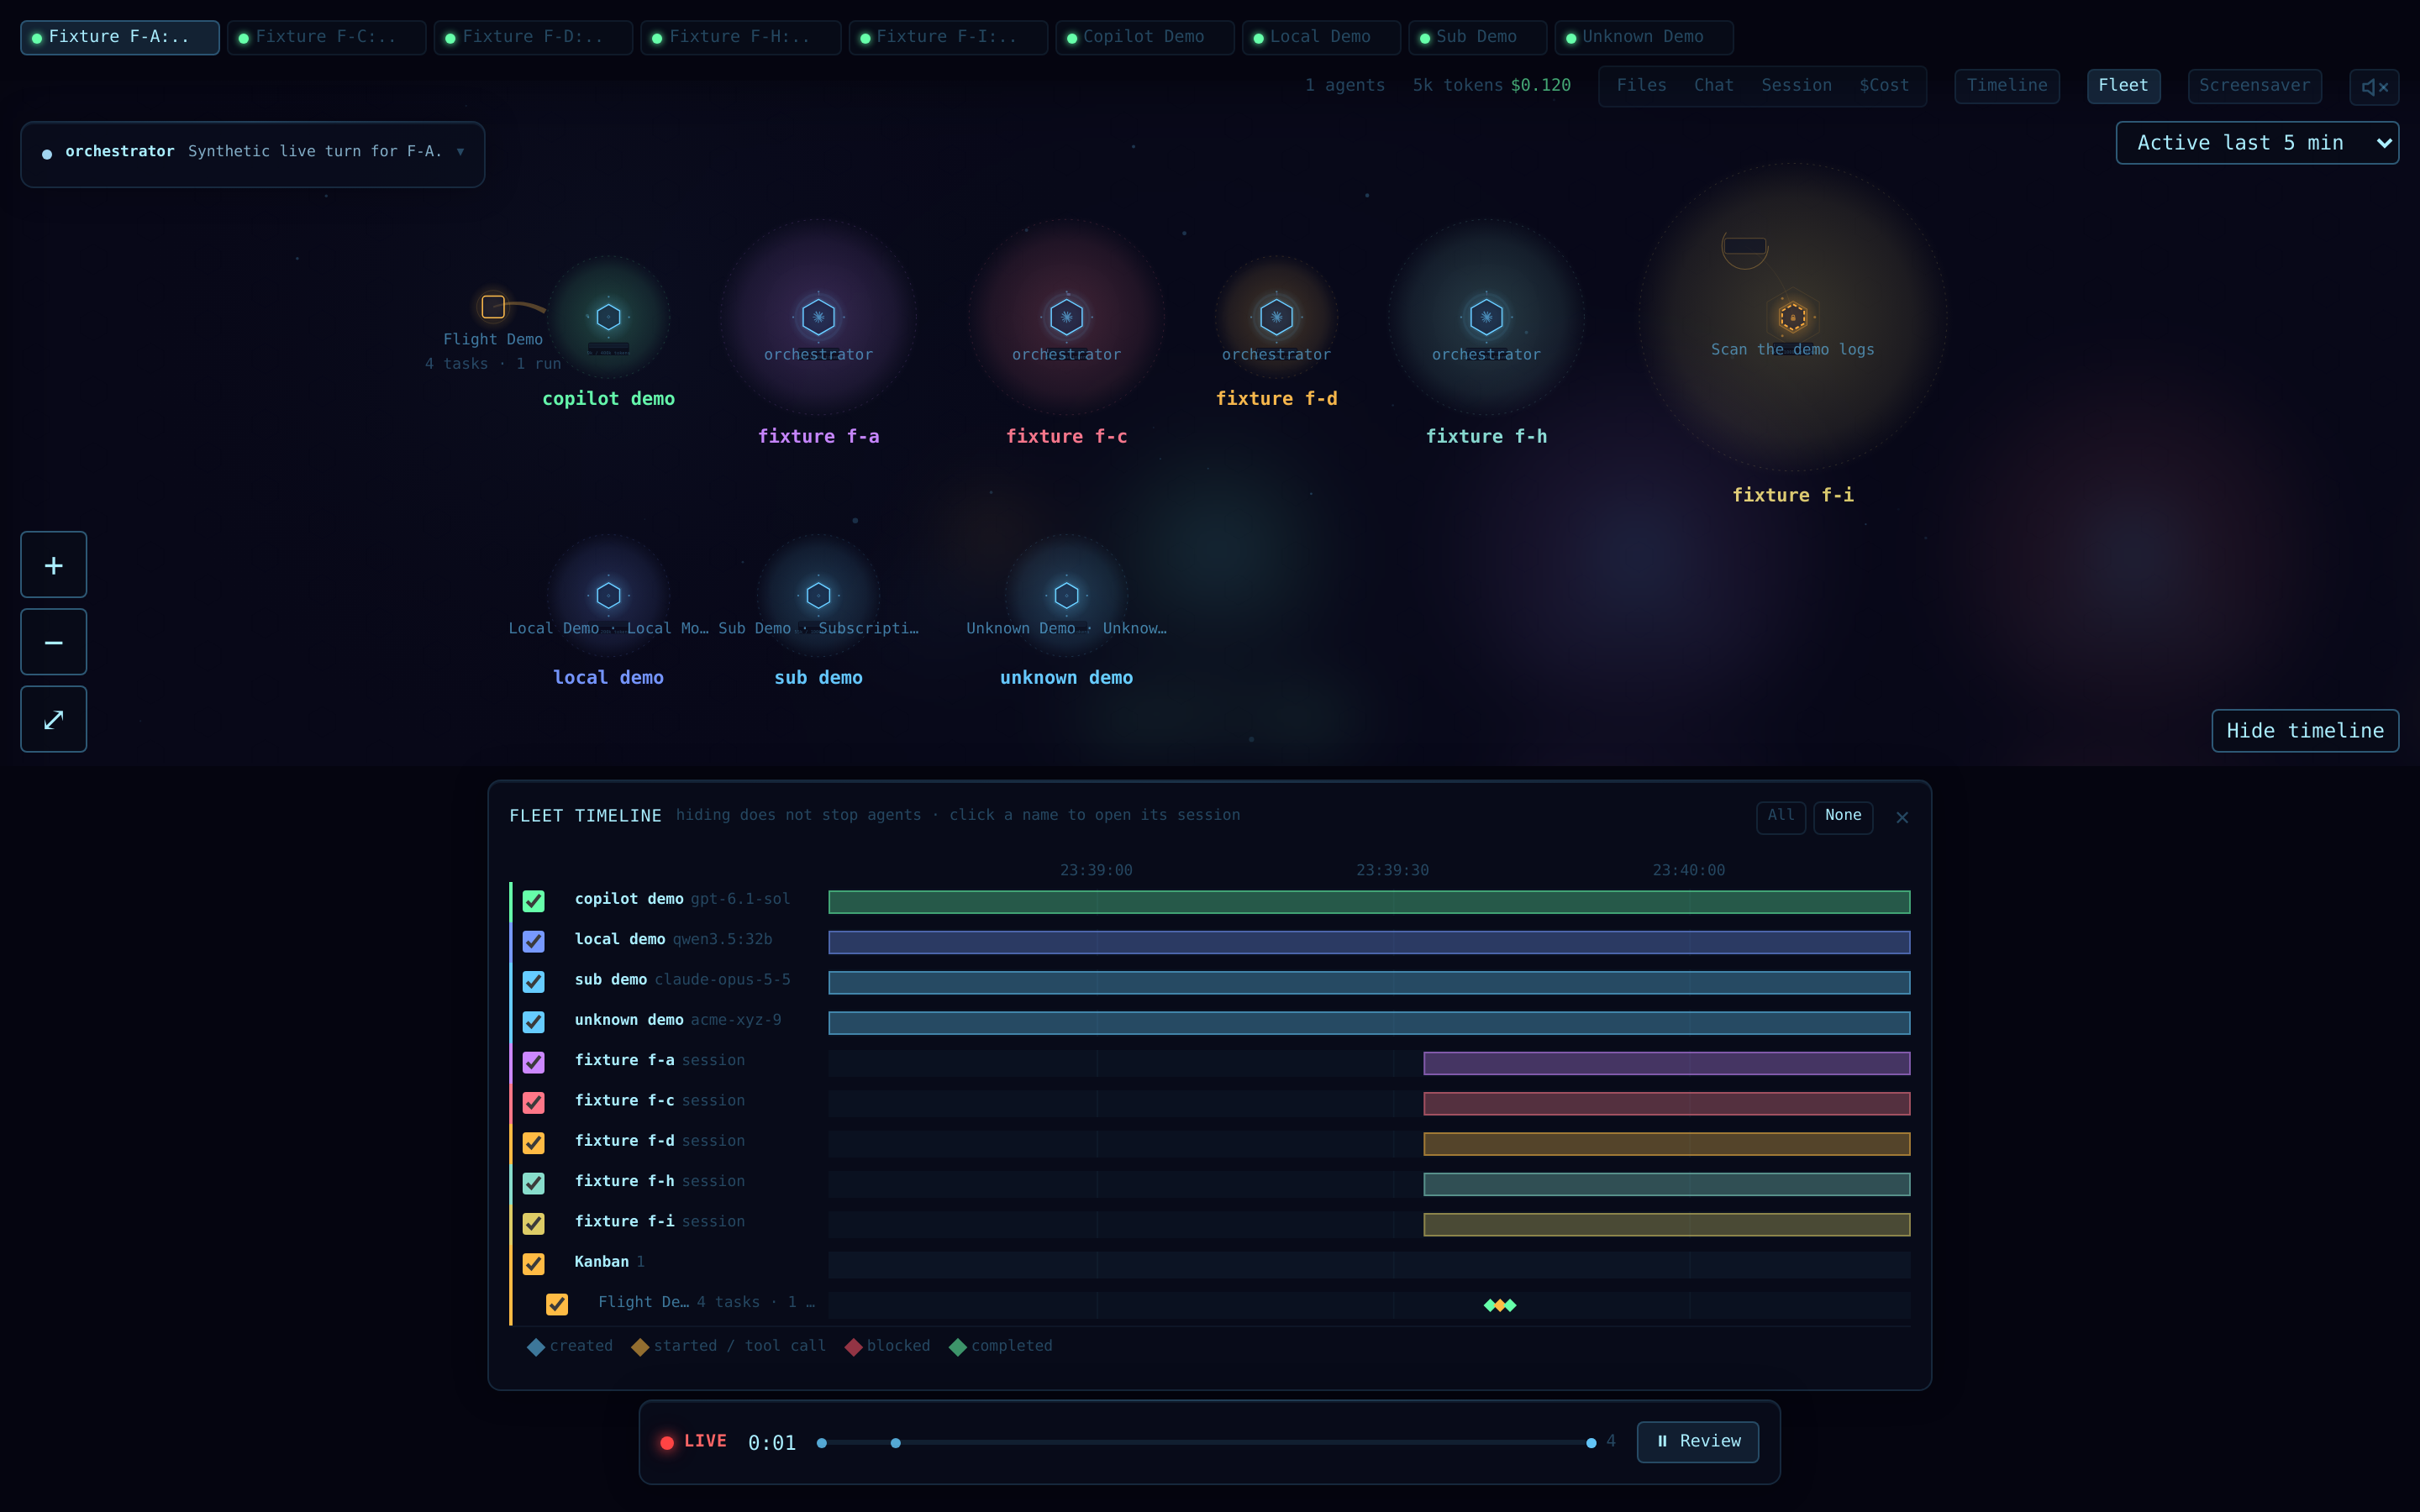 Fixture F-A:..
Fixture F-C:..
Fixture F-D:..
Fixture F-H:..
Fixture F-I:..
Copilot Demo
Local Demo
Sub Demo
Unknown Demo
1 agents 5k tokens $0.120
Files Chat Session $Cost
Timeline
Fleet
Screensaver
orchestrator Synthetic live turn for F-A. ▾
Active last 5 min
Flight Demo
4 tasks · 1 run
copilot demo
orchestrator
fixture f-a
orchestrator
fixture f-c
orchestrator
fixture f-d
orchestrator
fixture f-h
Scan the demo logs
fixture f-i
Local Demo · Local Mo…
local demo
Sub Demo · Subscripti…
sub demo
Unknown Demo · Unknow…
unknown demo
+
−
⤢
Hide timeline
FLEET TIMELINE hiding does not stop agents · click a name to open its session
All None ×
23:39:00 23:39:30 23:40:00
copilot demo gpt-6.1-sol
local demo qwen3.5:32b
sub demo claude-opus-5-5
unknown demo acme-xyz-9
fixture f-a session
fixture f-c session
fixture f-d session
fixture f-h session
fixture f-i session
Kanban 1
Flight De… 4 tasks · 1 …
created started / tool call blocked completed
LIVE 0:01 4 Review